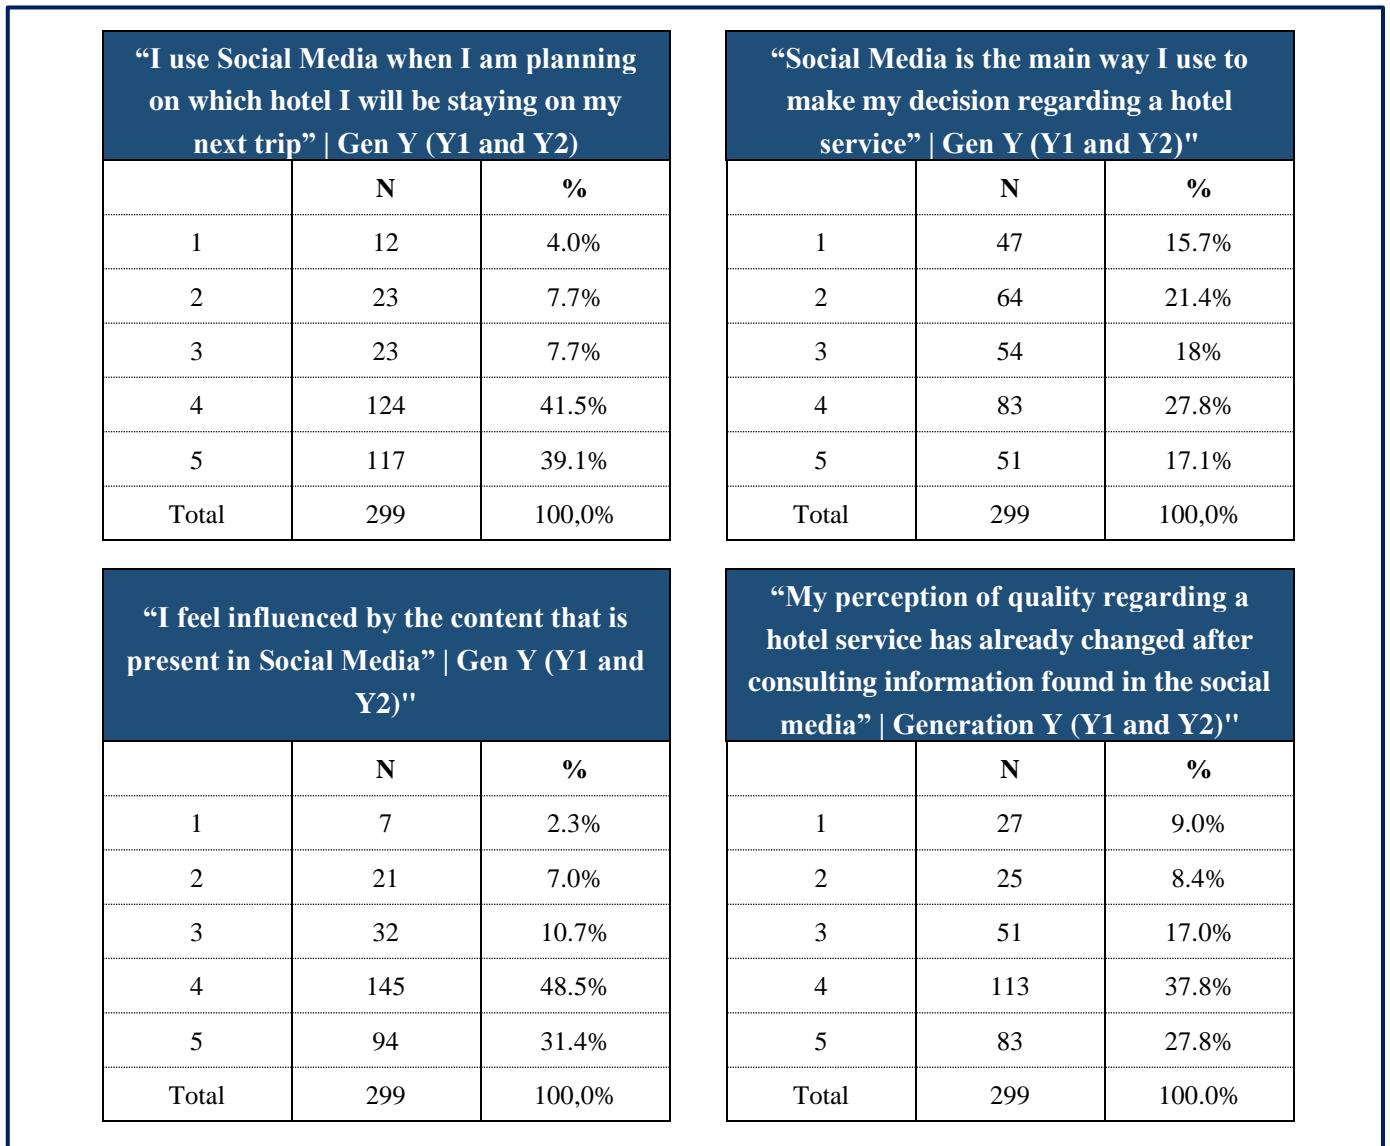 “I use Social Media when I am planning
on which hotel I will be staying on my
next trip” | Gen Y (Y1 and Y2)
N %
1 12 4.0%
2 23 7.7%
3 23 7.7%
4 124 41.5%
5 117 39.1%
Total 299 100,0%
“Social Media is the main way I use to
make my decision regarding a hotel
service” | Gen Y (Y1 and Y2)"
N %
1 47 15.7%
2 64 21.4%
3 54 18%
4 83 27.8%
5 51 17.1%
Total 299 100,0%
“I feel influenced by the content that is
present in Social Media” | Gen Y (Y1 and
Y2)"
N %
1 7 2.3%
2 21 7.0%
3 32 10.7%
4 145 48.5%
5 94 31.4%
Total 299 100,0%
“My perception of quality regarding a
hotel service has already changed after
consulting information found in the social
media” | Generation Y (Y1 and Y2)"
N %
1 27 9.0%
2 25 8.4%
3 51 17.0%
4 113 37.8%
5 83 27.8%
Total 299 100.0%